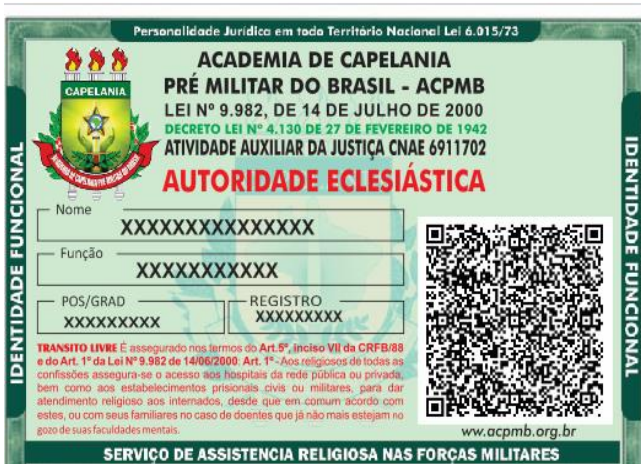 Personalidade Jurídica em todo Território Nacional Lei 6.015/73
CAPELANIA
ACADEMIA DE CAPELANIA
PRÉ MILITAR DO BRASIL - ACPMB
LEI Nº 9.982, DE 14 DE JULHO DE 2000
DECRETO LEI Nº 4.130 DE 27 DE FEVEREIRO DE 1942
ATIVIDADE AUXILIAR DA JUSTIÇA CNAE 6911702
AUTORIDADE ECLESIÁSTICA
ACADEMIA DE CAPELANIA PRÉ MILITAR DO BRASIL
IDENTIDADE FUNCIONAL
Nome
XXXXXXXXXXXXXXX
Função
XXXXXXXXXXX
POS/GRAD
XXXXXXXXX
REGISTRO
XXXXXXXXX
TRANSITO LIVRE É assegurado nos termos do Art.5º, inciso VII da CRFB/88
e do Art. 1º da Lei Nº 9.982 de 14/06/2000: Art. 1º - Aos religiosos de todas as
confissões assegura-se o acesso aos hospitais da rede pública ou privada,
bem como aos estabelecimentos prisionais civis ou militares, para dar
atendimento religioso aos internados, desde que em comum acordo com
estes, ou com seus familiares no caso de doentes que já não mais estejam no
gozo de suas faculdades mentais.
www.acpmb.org.br
IDENTIDADE FUNCIONAL
SERVIÇO DE ASSISTENCIA RELIGIOSA NAS FORÇAS MILITARES